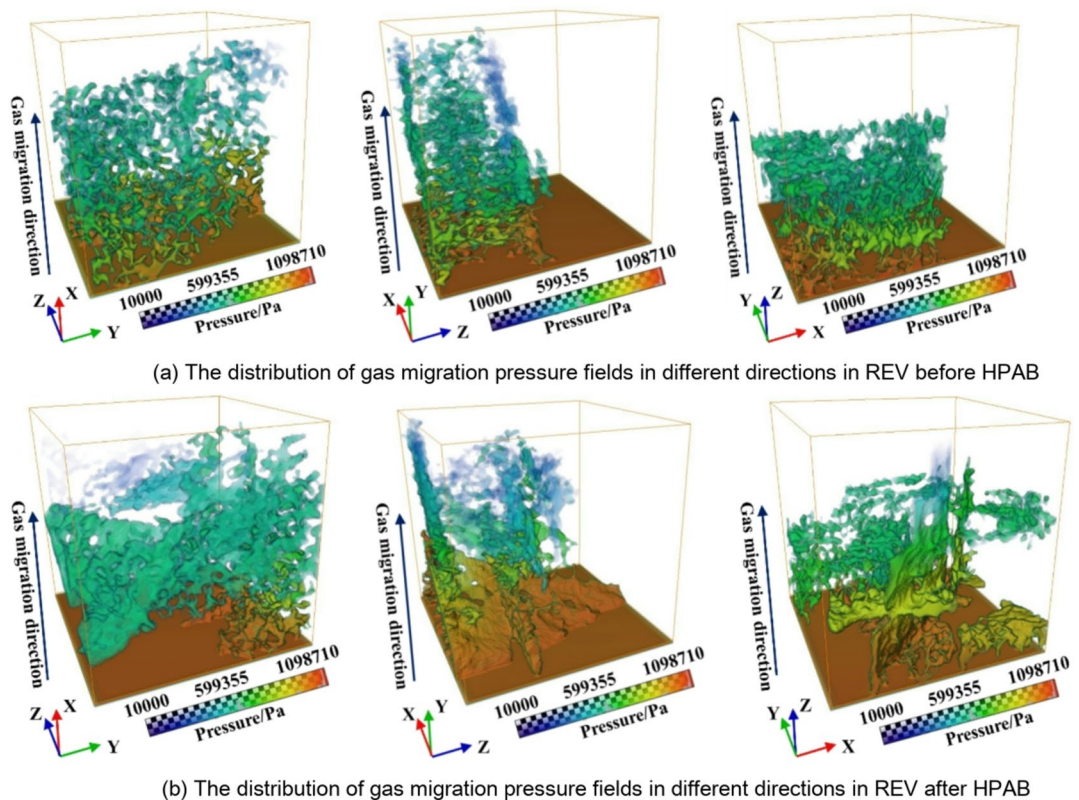 Gas migration direction
10000 599355 1098710
Pressure/Pa
Z X Y
Gas migration direction
10000 599355 1098710
Pressure/Pa
X Y Z
Gas migration direction
10000 599355 1098710
Pressure/Pa
Y Z X
(a) The distribution of gas migration pressure fields in different directions in REV before HPAB
Gas migration direction
10000 599355 1098710
Pressure/Pa
Z X Y
Gas migration direction
10000 599355 1098710
Pressure/Pa
X Y Z
Gas migration direction
10000 599355 1098710
Pressure/Pa
Y Z X
(b) The distribution of gas migration pressure fields in different directions in REV after HPAB